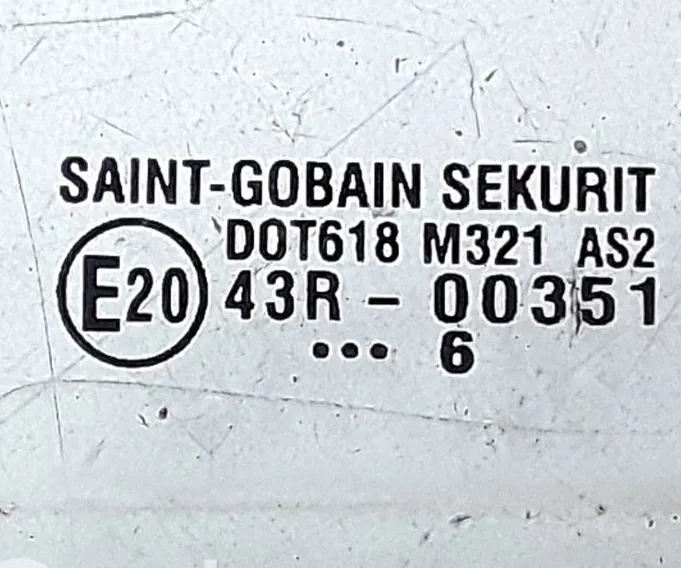 SAINT-GOBAIN SEKURIT
DOT618 M321 AS2
E20 43R - 00351
••• 6